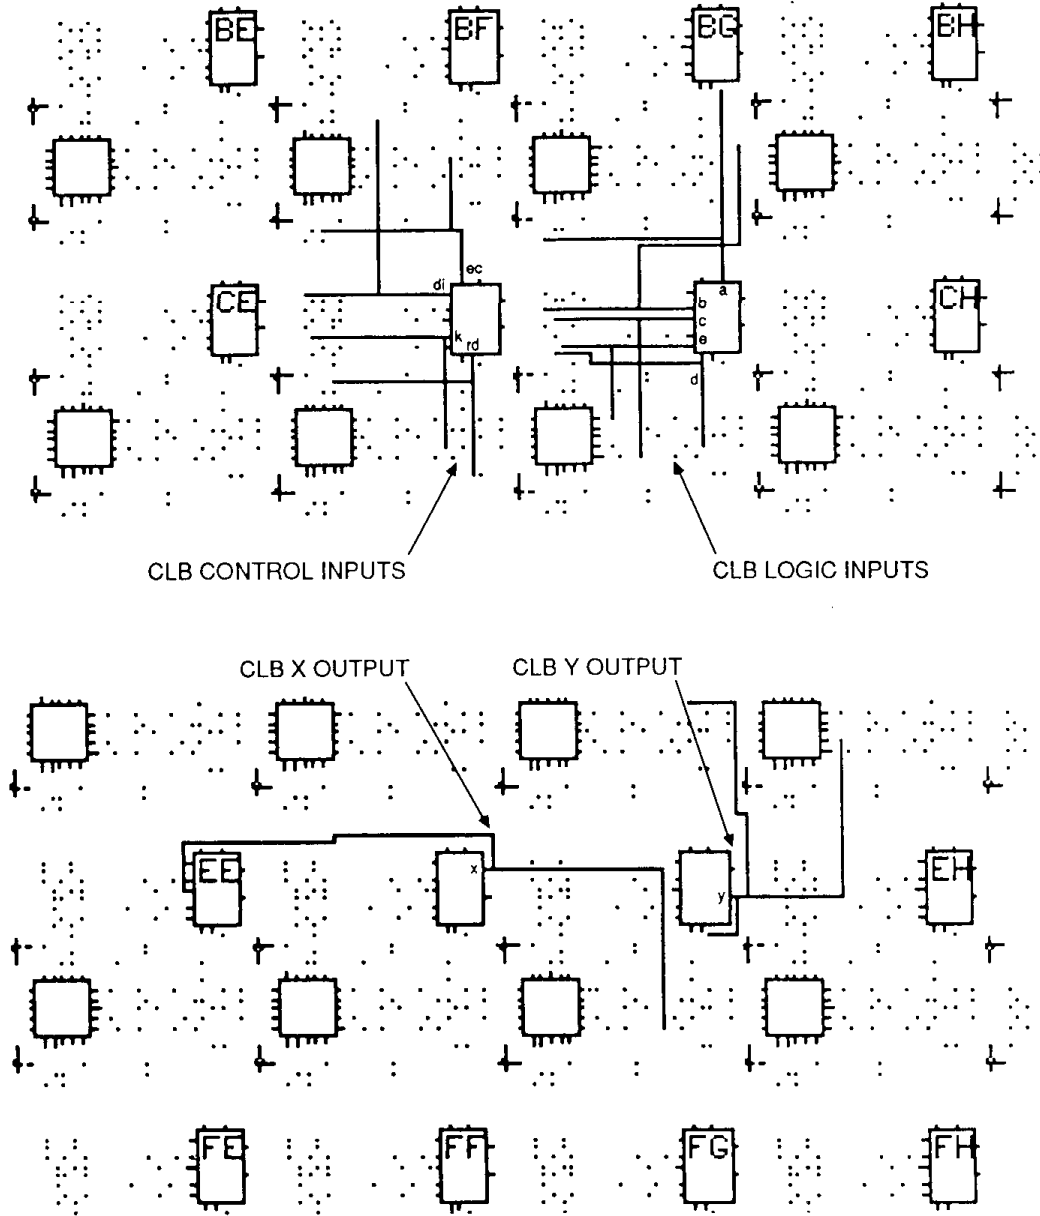 BE BF BG BH
ec
di
a
b
CE CH
c
k
e
rd
d
CLB CONTROL INPUTS CLB LOGIC INPUTS
CLB X OUTPUT CLB Y OUTPUT
EE x EH
y
FE FF FG FH